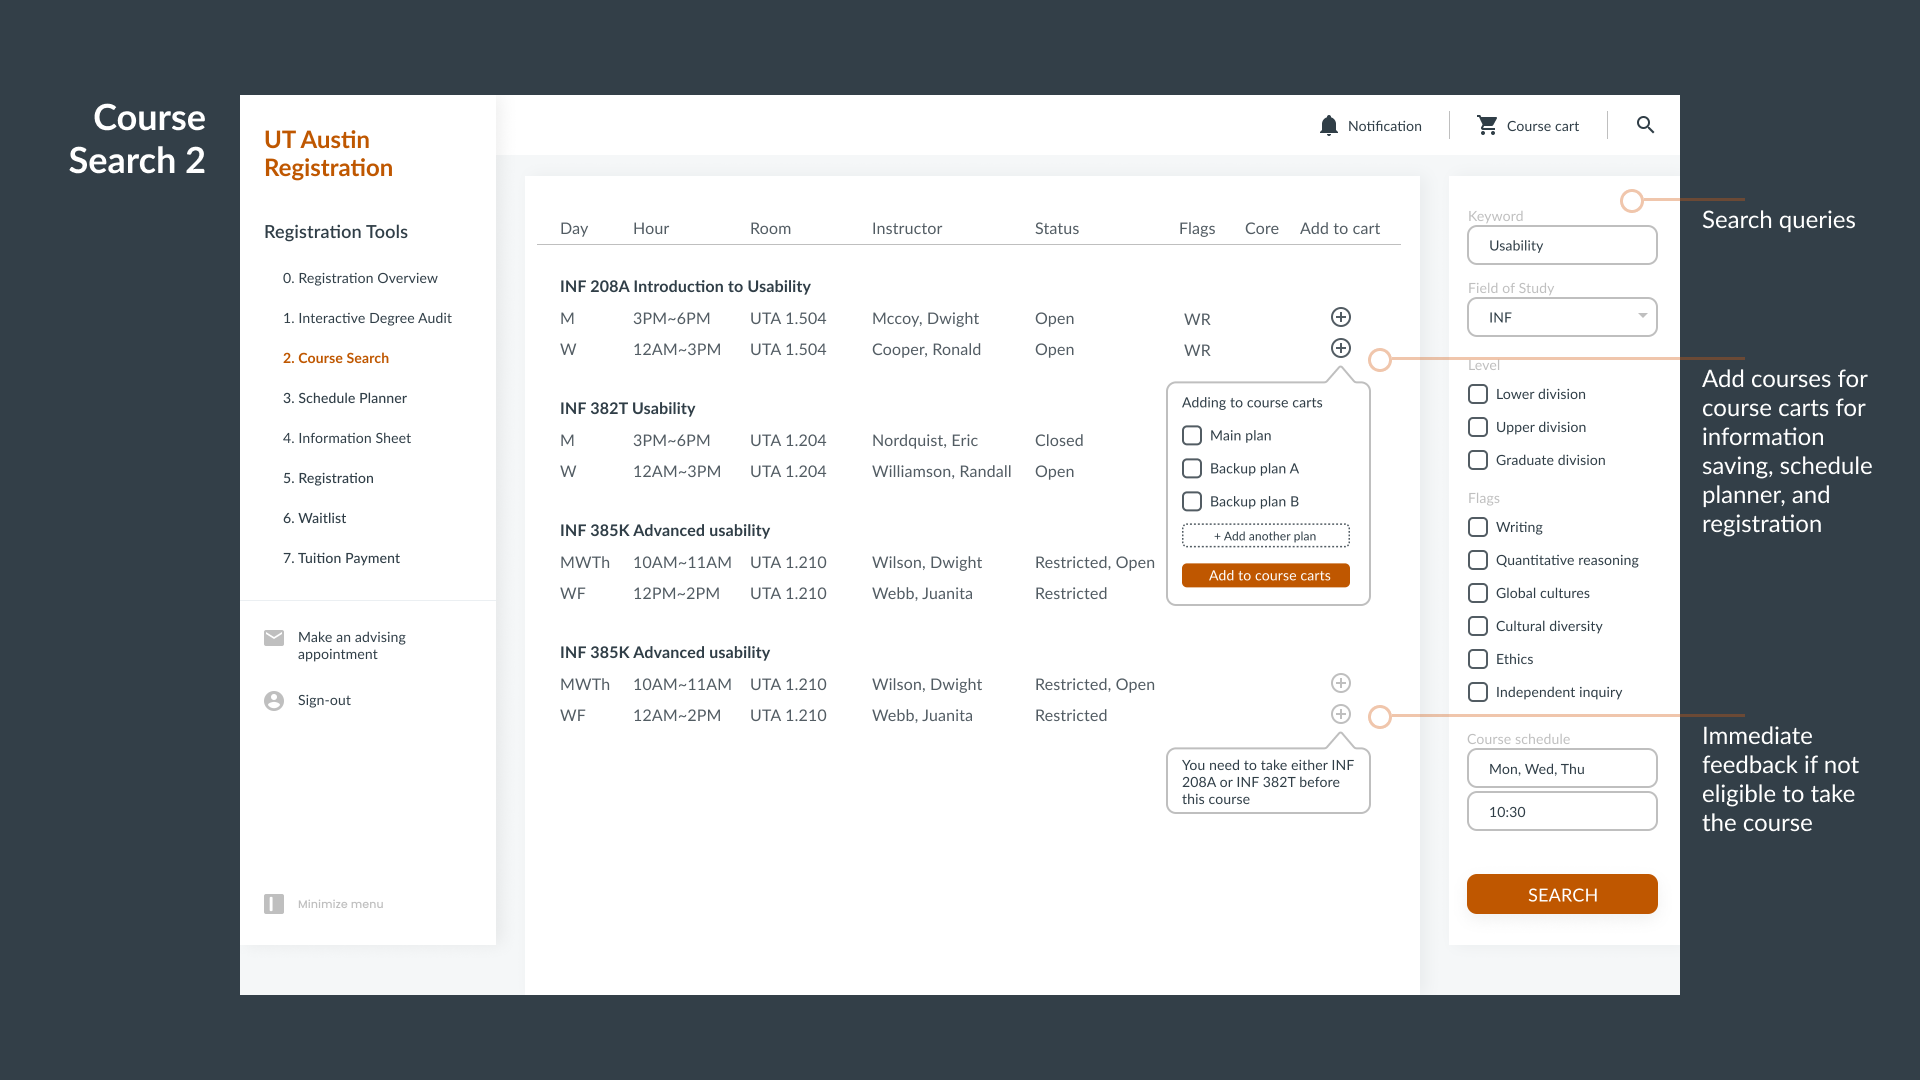 Course
Search 2
UT Austin
Registration
Registration Tools
0. Registration Overview
1. Interactive Degree Audit
2. Course Search
3. Schedule Planner
4. Information Sheet
5. Registration
6. Waitlist
7. Tuition Payment
Make an advising
appointment
Sign-out
Minimize menu
Notification
Course cart
Day Hour Room Instructor Status Flags Core Add to cart
INF 208A Introduction to Usability
M 3PM~6PM UTA 1.504 Mccoy, Dwight Open WR
W 12AM~3PM UTA 1.504 Cooper, Ronald Open WR
INF 382T Usability
M 3PM~6PM UTA 1.204 Nordquist, Eric Closed
W 12AM~3PM UTA 1.204 Williamson, Randall Open
INF 385K Advanced usability
MWTh 10AM~11AM UTA 1.210 Wilson, Dwight Restricted, Open
WF 12PM~2PM UTA 1.210 Webb, Juanita Restricted
INF 385K Advanced usability
MWTh 10AM~11AM UTA 1.210 Wilson, Dwight Restricted, Open
WF 12AM~2PM UTA 1.210 Webb, Juanita Restricted
Adding to course carts
Main plan
Backup plan A
Backup plan B
+ Add another plan
Add to course carts
You need to take either INF
208A or INF 382T before
this course
Keyword
Usability
Field of Study
INF
Level
Lower division
Upper division
Graduate division
Flags
Writing
Quantitative reasoning
Global cultures
Cultural diversity
Ethics
Independent inquiry
Course schedule
Mon, Wed, Thu
10:30
SEARCH
Search queries
Add courses for
course carts for
information
saving, schedule
planner, and
registration
Immediate
feedback if not
eligible to take
the course